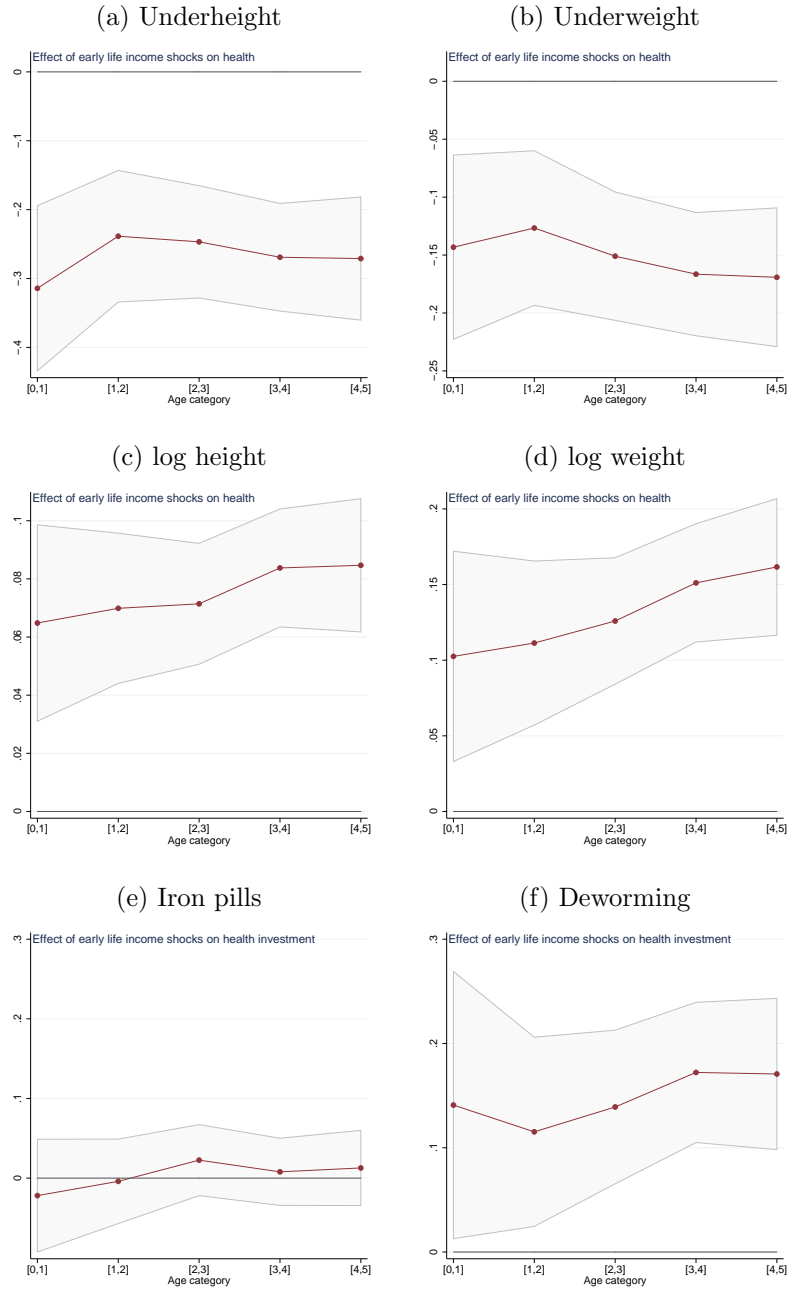 (a) Underheight
Effect of early life income shocks on health
0
-.1
-.2
-.3
-.4
[0,1] [1,2] [2,3] [3,4] [4,5]
Age category
(b) Underweight
Effect of early life income shocks on health
0
-.05
-.1
-.15
-.2
-.25
[0,1] [1,2] [2,3] [3,4] [4,5]
Age category
(c) log height
Effect of early life income shocks on health
.1
.08
.06
.04
.02
0
[0,1] [1,2] [2,3] [3,4] [4,5]
Age category
(d) log weight
Effect of early life income shocks on health
.2
.15
.1
.05
0
[0,1] [1,2] [2,3] [3,4] [4,5]
Age category
(e) Iron pills
Effect of early life income shocks on health investment
.3
.2
.1
0
[0,1] [1,2] [2,3] [3,4] [4,5]
Age category
(f) Deworming
Effect of early life income shocks on health investment
.3
.2
.1
0
[0,1] [1,2] [2,3] [3,4] [4,5]
Age category